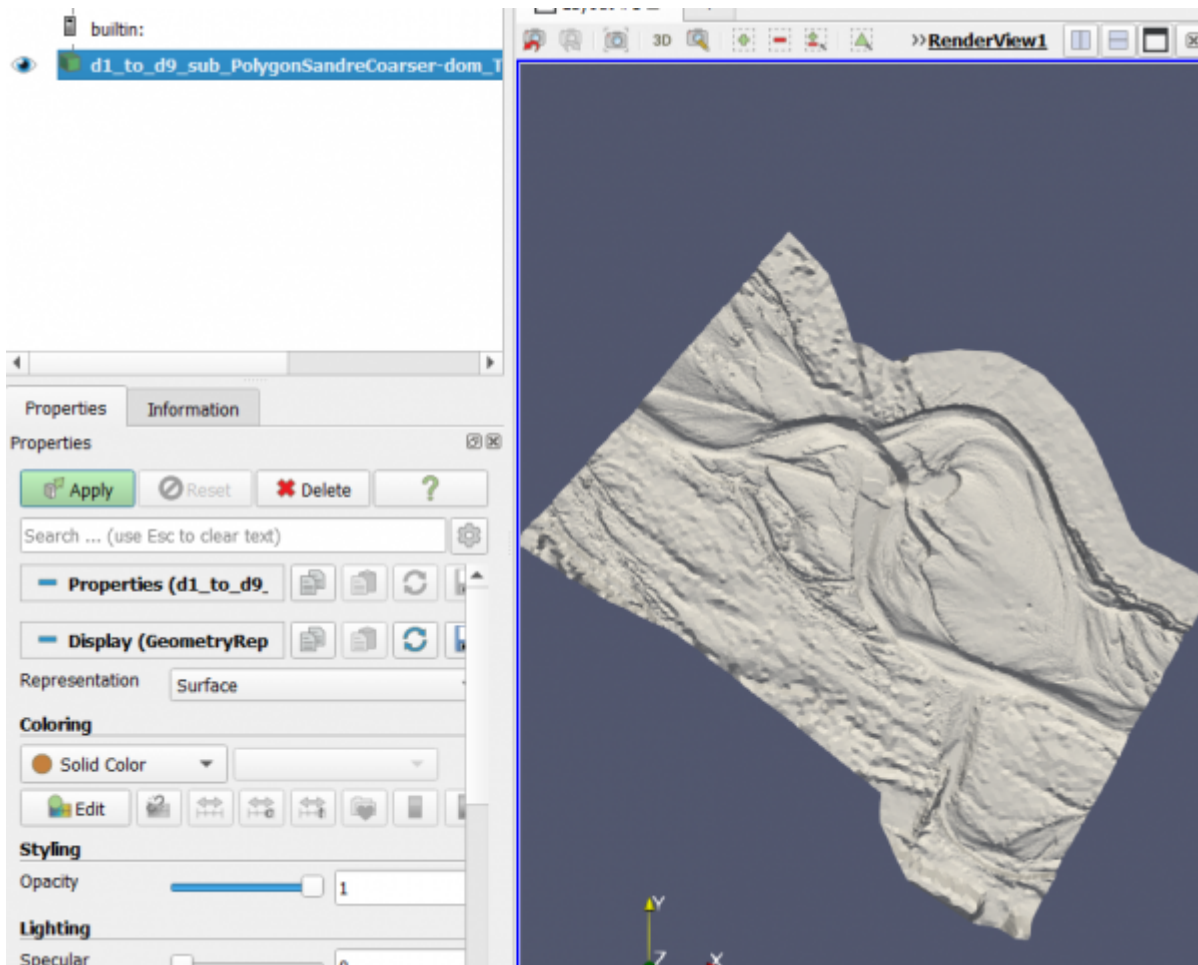 builtin:
d1_to_d9_sub_PolygonSandreCoarser-dom_T
3D
>>RenderView1
Properties
Information
Properties
Apply
Reset
Delete
?
Search ... (use Esc to clear text)
Properties (d1_to_d9_
Display (GeometryRep
Representation
Surface
Coloring
Solid Color
Edit
Styling
Opacity
1
Lighting
Specular
Y
Z
X